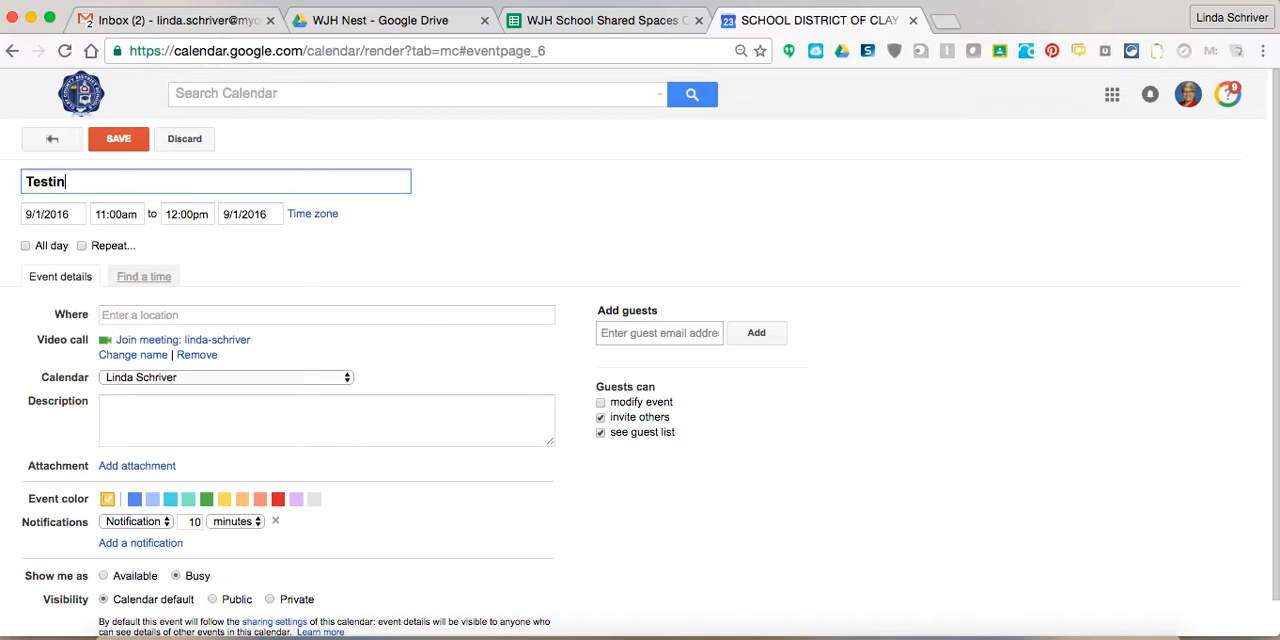 Inbox (2) - linda.schriver@myo
WJH Nest - Google Drive
WJH School Shared Spaces C
23 SCHOOL DISTRICT OF CLAY
Linda Schriver
https://calendar.google.com/calendar/render?tab=mc#eventpage_6
Search Calendar
SAVE
Discard
Testin
9/1/2016 11:00am to 12:00pm 9/1/2016 Time zone
All day Repeat...
Event details Find a time
Where Enter a location
Video call Join meeting: linda-schriver
Change name | Remove
Calendar Linda Schriver
Description
Attachment Add attachment
Event color
Notifications Notification 10 minutes ×
Add a notification
Show me as Available Busy
Visibility Calendar default Public Private
By default this event will follow the sharing settings of this calendar: event details will be visible to anyone who
can see details of other events in this calendar. Learn more
Add guests
Enter guest email addre Add
Guests can
modify event
invite others
see guest list